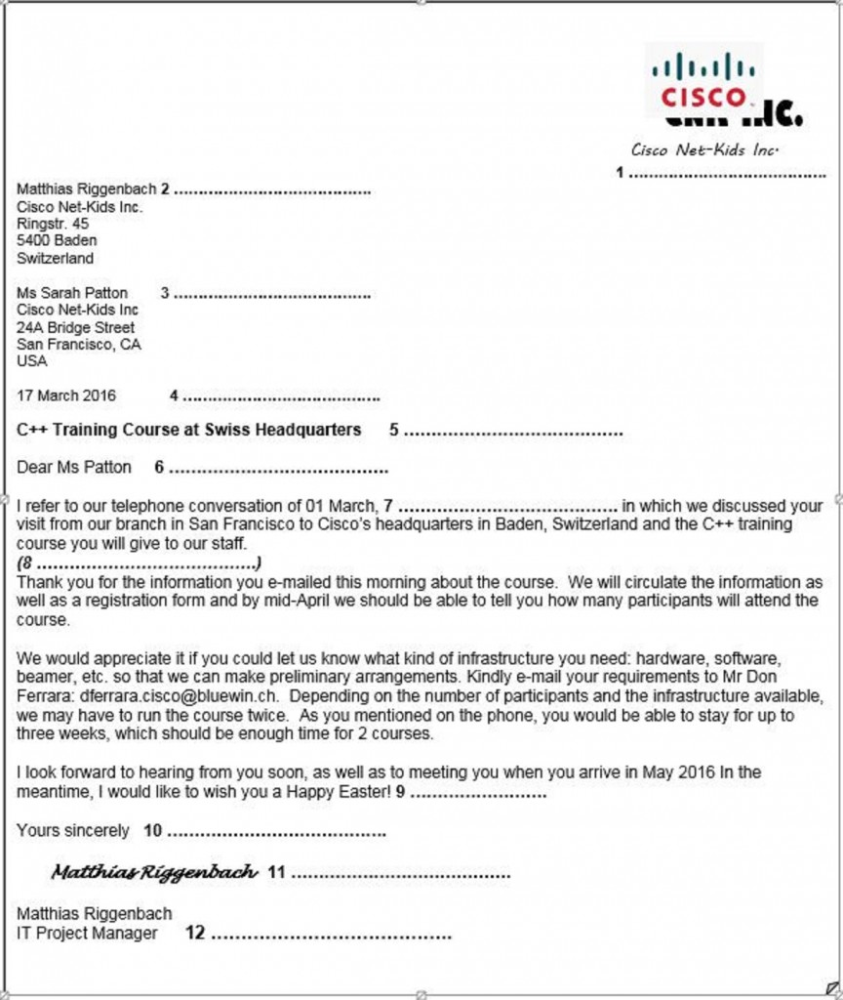 CISCO
INC.
Cisco Net-Kids Inc.
1 ..........................................
Matthias Riggenbach 2 ..........................................
Cisco Net-Kids Inc.
Ringstr. 45
5400 Baden
Switzerland
Ms Sarah Patton 3 ..........................................
Cisco Net-Kids Inc
24A Bridge Street
San Francisco, CA
USA
17 March 2016 4 ..........................................
C++ Training Course at Swiss Headquarters 5 ..........................................
Dear Ms Patton 6 ..........................................
I refer to our telephone conversation of 01 March, 7 .......................................... in which we discussed your
visit from our branch in San Francisco to Cisco's headquarters in Baden, Switzerland and the C++ training
course you will give to our staff.
(8 ..........................................)
Thank you for the information you e-mailed this morning about the course. We will circulate the information as
well as a registration form and by mid-April we should be able to tell you how many participants will attend the
course.
We would appreciate it if you could let us know what kind of infrastructure you need: hardware, software,
beamer, etc. so that we can make preliminary arrangements. Kindly e-mail your requirements to Mr Don
Ferrara: dferrara.cisco@bluewin.ch. Depending on the number of participants and the infrastructure available,
we may have to run the course twice. As you mentioned on the phone, you would be able to stay for up to
three weeks, which should be enough time for 2 courses.
I look forward to hearing from you soon, as well as to meeting you when you arrive in May 2016 In the
meantime, I would like to wish you a Happy Easter! 9 ..........................
Yours sincerely 10 ..........................................
Matthias Riggenbach 11 ..........................................
Matthias Riggenbach
IT Project Manager 12 ..........................................